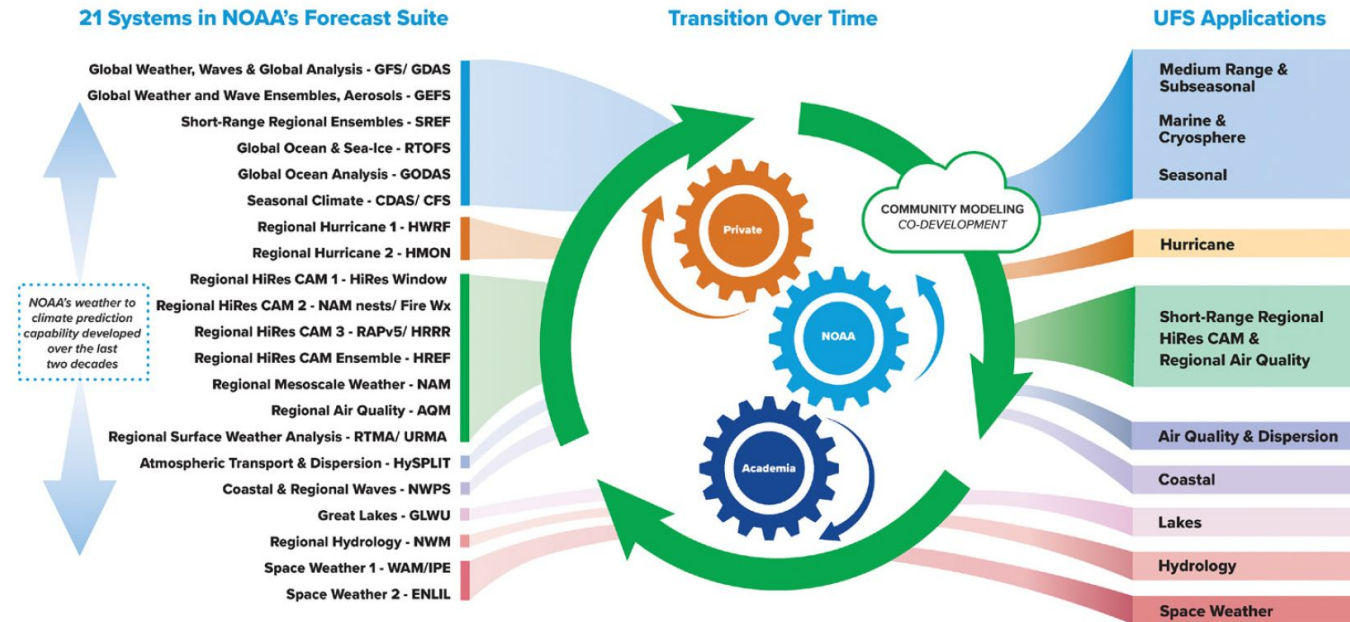 21 Systems in NOAA's Forecast Suite
Transition Over Time
UFS Applications
Global Weather, Waves & Global Analysis - GFS/ GDAS
Global Weather and Wave Ensembles, Aerosols - GEFS
Short-Range Regional Ensembles - SREF
Global Ocean & Sea-Ice - RTOFS
Global Ocean Analysis - GODAS
Seasonal Climate - CDAS/ CFS
Regional Hurricane 1 - HWRF
Regional Hurricane 2 - HMON
Regional HiRes CAM 1 - HiRes Window
Regional HiRes CAM 2 - NAM nests/ Fire Wx
Regional HiRes CAM 3 - RAPv5/ HRRR
Regional HiRes CAM Ensemble - HREF
Regional Mesoscale Weather - NAM
Regional Air Quality - AQM
Regional Surface Weather Analysis - RTMA/ URMA
Atmospheric Transport & Dispersion - HySPLIT
Coastal & Regional Waves - NWPS
Great Lakes - GLWU
Regional Hydrology - NWM
Space Weather 1 - WAM/IPE
Space Weather 2 - ENLIL
NOAA's weather to
climate prediction
capability developed
over the last
two decades
Private
NOAA
Academia
COMMUNITY MODELING
CO-DEVELOPMENT
Medium Range &
Subseasonal
Marine &
Cryosphere
Seasonal
Hurricane
Short-Range Regional
HiRes CAM &
Regional Air Quality
Air Quality & Dispersion
Coastal
Lakes
Hydrology
Space Weather